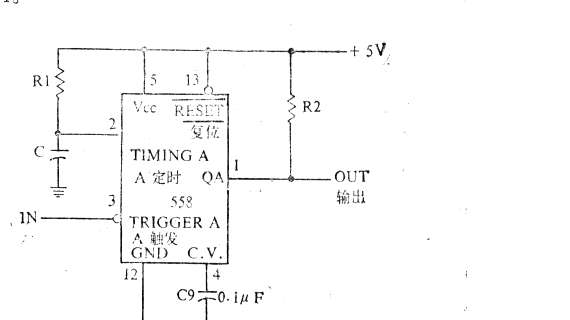 +5V
R1
5
13
Vcc
RESET
R2
复位
2
C
TIMING A
1
A 定时
QA
OUT
输出
3
558
IN
TRIGGER A
A 触发
GND
C.V.
12
4
C9
0.1μF